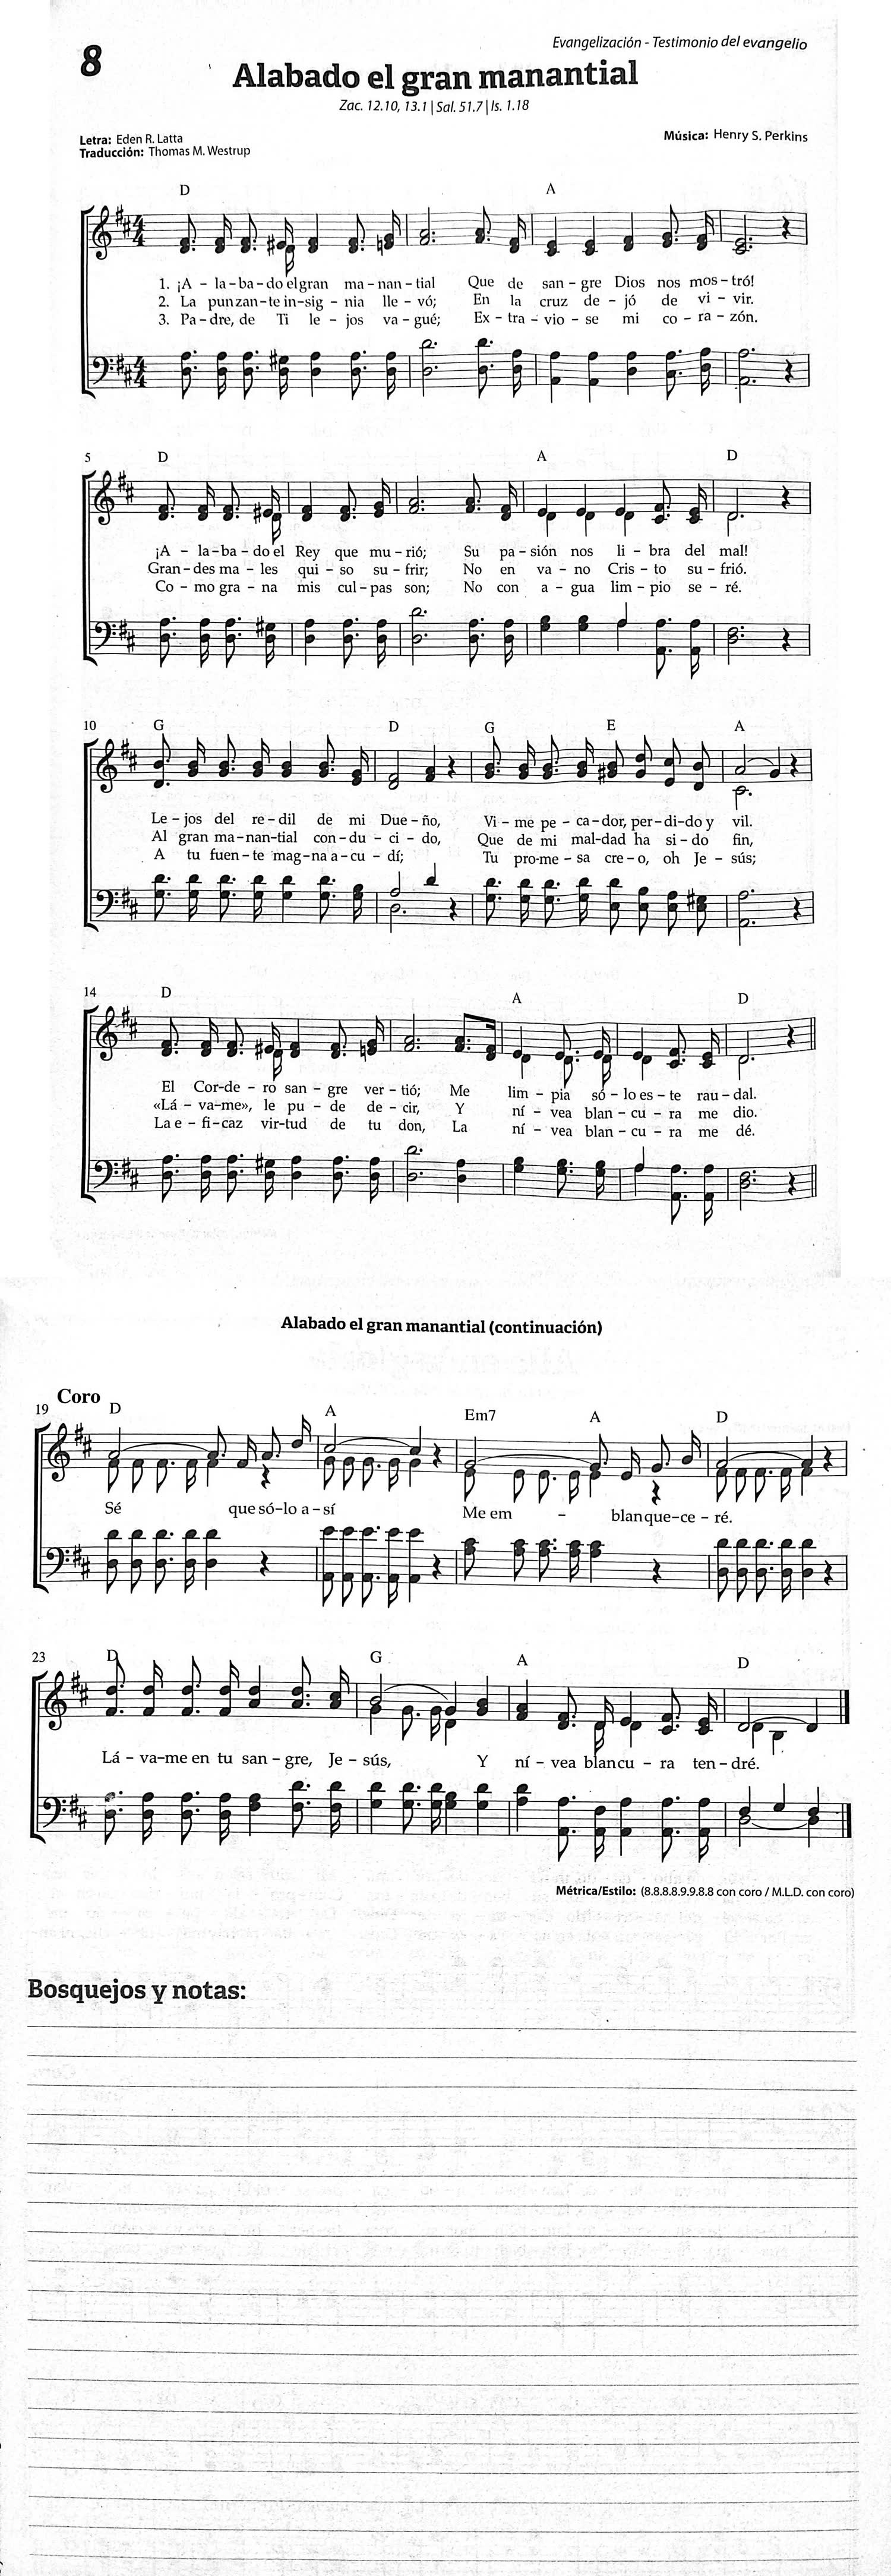 8
Evangelización - Testimonio del evangelio
Alabado el gran manantial
Zac. 12.10, 13.1 | Sal. 51.7 | Is. 1.18
Letra: Eden R. Latta
Traducción: Thomas M. Westrup
Música: Henry S. Perkins
D A
1. ¡A – la–ba–do el gran ma–nan–tial Que de san–gre Dios nos mos–tró!
2. La punzan–te in–sig – nia lle – vó; En la cruz de – jó de vi – vir.
3. Pa–dre, de Ti le – jos va–gué; Ex–tra – vio – se mi co – ra – zón.
5 D A D
¡A – la–ba–do el Rey que mu–rió; Su pa–sión nos li – bra del mal!
Gran–des ma – les qui – so su – frir; No en va – no Cris – to su – frió.
Co – mo gra – na mis cul–pas son; No con a – gua lim – pio se – ré.
10 G D G E A
Le – jos del re – dil de mi Due – ño, Vi – me pe – ca–dor, per–di–do y vil.
Al gran ma–nan–tial con – du – ci – do, Que de mi mal–dad ha si – do fin,
A tu fuen – te mag–na a–cu – dí; Tu pro–me – sa cre – o, oh Je – sús;
14 D A D
El Cor–de – ro san – gre ver – tió; Me lim – pia só – lo es – te rau – dal.
«Lá – va–me», le pu – de de – cir, Y ní – vea blan – cu – ra me dio.
La e – fi–caz vir–tud de tu don, La ní – vea blan – cu – ra me dé.
Alabado el gran manantial (continuación)
Coro
19 D A Em7 A D
Sé que só–lo a – sí Me em – blanque–ce – ré.
23 D G A D
Lá – va–me en tu san – gre, Je – sús, Y ní – vea blancu – ra ten – dré.
Métrica/Estilo: (8.8.8.8.9.9.8.8 con coro / M.L.D. con coro)
Bosquejos y notas: